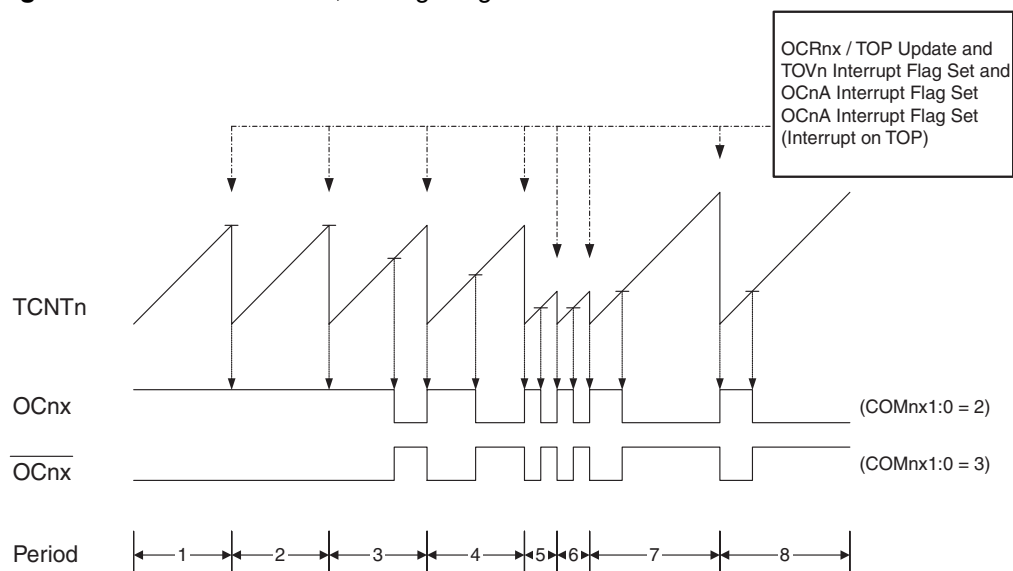 OCRnx / TOP Update and
TOVn Interrupt Flag Set and
OCnA Interrupt Flag Set
OCnA Interrupt Flag Set
(Interrupt on TOP)
TCNTn
OCnx
(COMnx1:0 = 2)
OCnx
(COMnx1:0 = 3)
Period
1 2 3 4 5 6 7 8